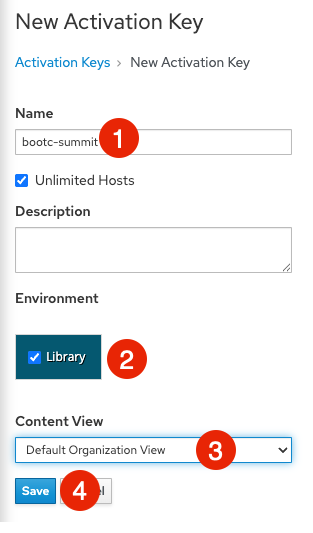 New Activation Key
Activation Keys › New Activation Key
Name
bootc-summit 1
Unlimited Hosts
Description
Environment
Library 2
Content View
Default Organization View 3
Save 4